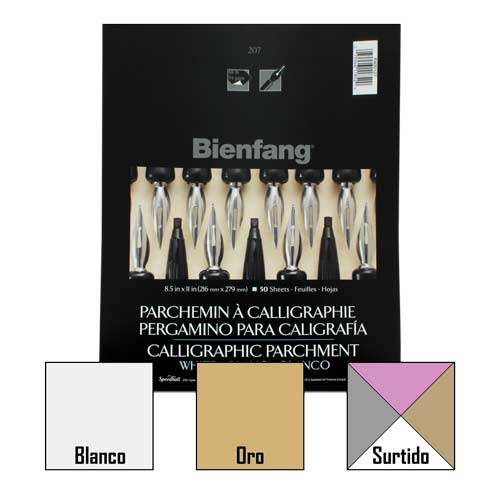 207
Bienfang®
8.5 in x 11 in (216 mm x 279 mm) 50 Sheets - Feuilles - Hojas
PARCHEMIN À CALLIGRAPHIE
PERGAMINO PARA CALIGRAFÍA
CALLIGRAPHIC PARCHMENT
Speedball
Blanco
Oro
Surtido